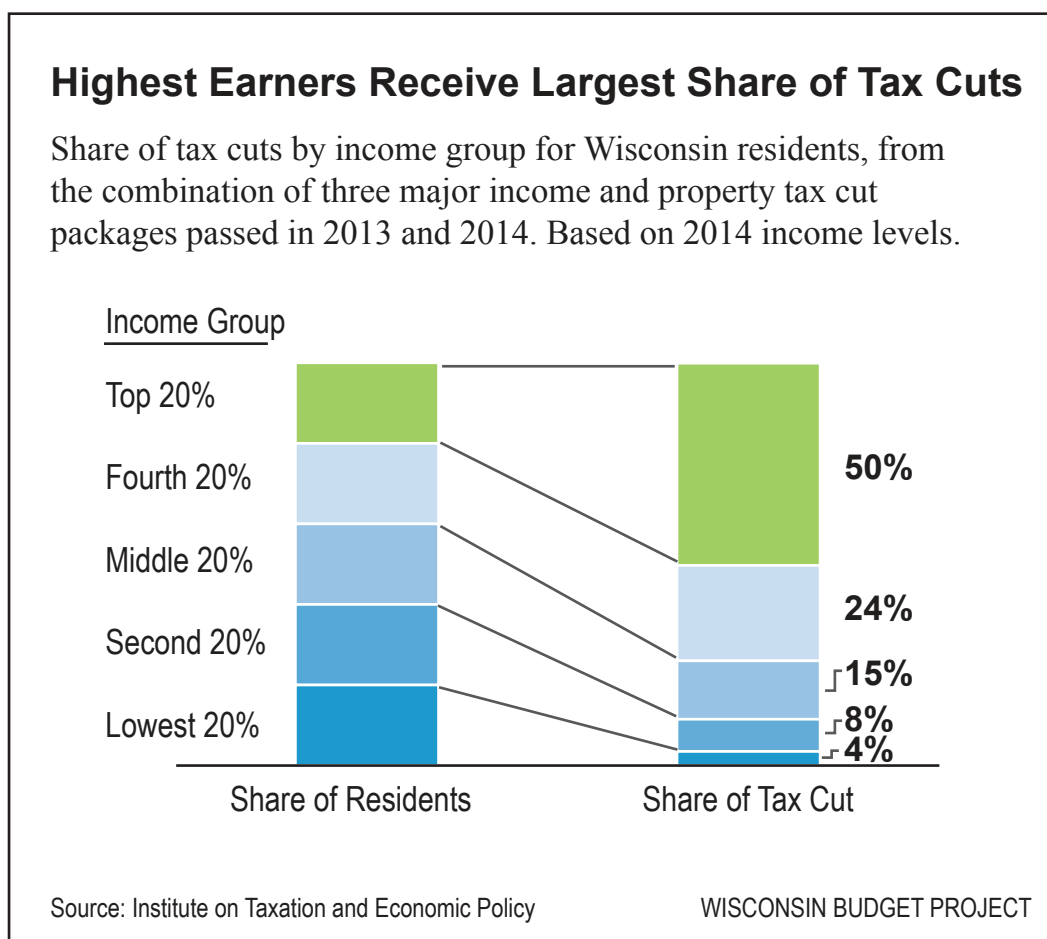 Highest Earners Receive Largest Share of Tax Cuts
Share of tax cuts by income group for Wisconsin residents, from
the combination of three major income and property tax cut
packages passed in 2013 and 2014. Based on 2014 income levels.
Income Group
Top 20%
Fourth 20%
Middle 20%
Second 20%
Lowest 20%
50%
24%
15%
8%
4%
Share of Residents
Share of Tax Cut
Source: Institute on Taxation and Economic Policy
WISCONSIN BUDGET PROJECT